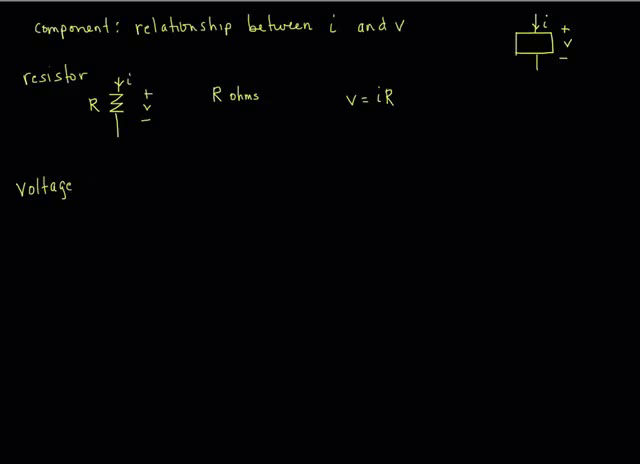 component: relationship between i and v
i
+
v
-
resistor
i
R
+
v
-
R ohms
v = iR
Voltage